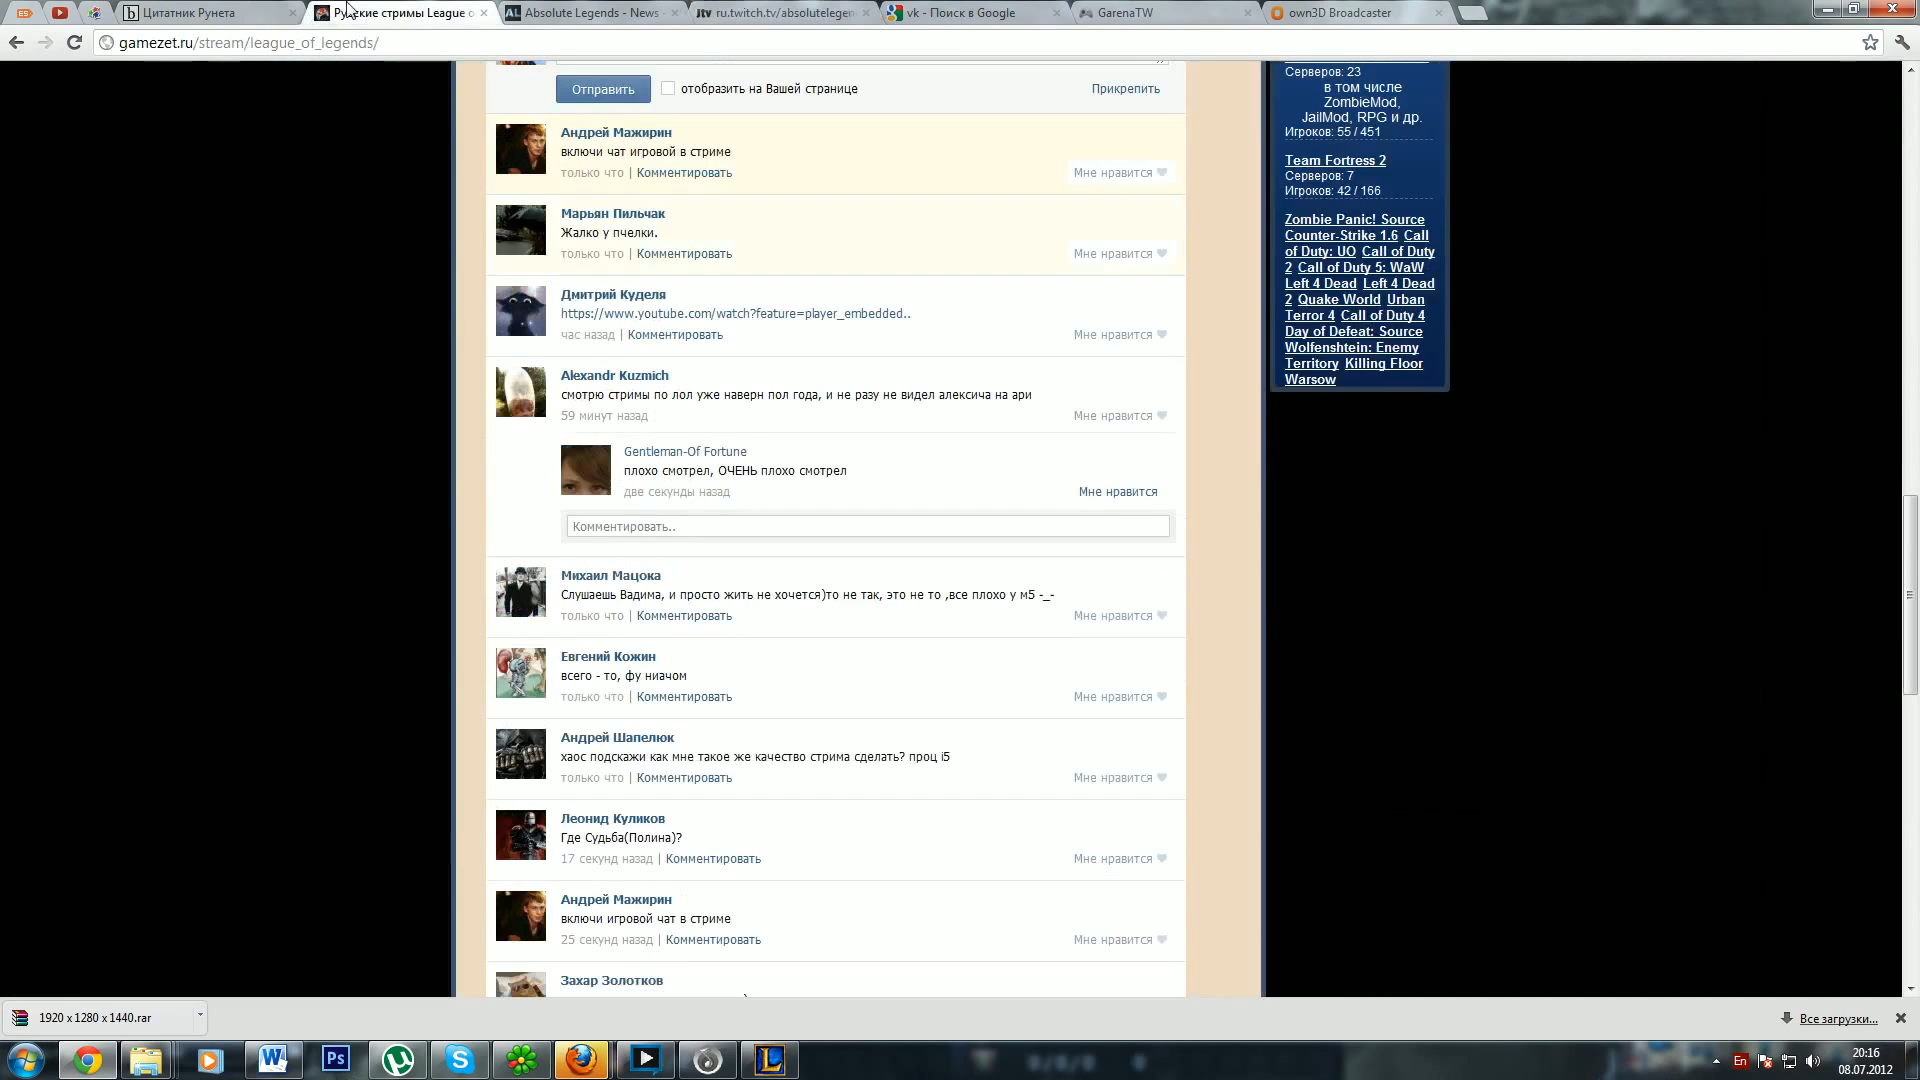 Цитатник Рунета
Русские стримы League o
Absolute Legends - News
ru.twitch.tv/absolutelegen
vk - Поиск в Google
GarenaTW
own3D Broadcaster
gamezet.ru/stream/league_of_legends/
Отправить
отобразить на Вашей странице
Прикрепить
Андрей Мажирин
включи чат игровой в стриме
только что | Комментировать
Мне нравится
Марьян Пильчак
Жалко у пчелки.
только что | Комментировать
Мне нравится
Дмитрий Куделя
https://www.youtube.com/watch?feature=player_embedded..
час назад | Комментировать
Мне нравится
Alexandr Kuzmich
смотрю стримы по лол уже наверн пол года, и не разу не видел алексича на ари
59 минут назад
Мне нравится
Gentleman-Of Fortune
плохо смотрел, ОЧЕНЬ плохо смотрел
две секунды назад
Мне нравится
Комментировать..
Михаил Мацока
Слушаешь Вадима, и просто жить не хочется)то не так, это не то ,все плохо у м5 -_-
только что | Комментировать
Мне нравится
Евгений Кожин
всего - то, фу ниачом
только что | Комментировать
Мне нравится
Андрей Шапелюк
хаос подскажи как мне такое же качество стрима сделать? проц i5
только что | Комментировать
Мне нравится
Леонид Куликов
Где Судьба(Полина)?
17 секунд назад | Комментировать
Мне нравится
Андрей Мажирин
включи игровой чат в стриме
25 секунд назад | Комментировать
Мне нравится
Захар Золотков
Серверов: 23
в том числе
ZombieMod,
JailMod, RPG и др.
Игроков: 55 / 451
Team Fortress 2
Серверов: 7
Игроков: 42 / 166
Zombie Panic! Source
Counter-Strike 1.6 Call
of Duty: UO Call of Duty
2 Call of Duty 5: WaW
Left 4 Dead Left 4 Dead
2 Quake World Urban
Terror 4 Call of Duty 4
Day of Defeat: Source
Wolfenshtein: Enemy
Territory Killing Floor
Warsow
1920 x 1280 x 1440.rar
Все загрузки...
En
20:16
08.07.2012